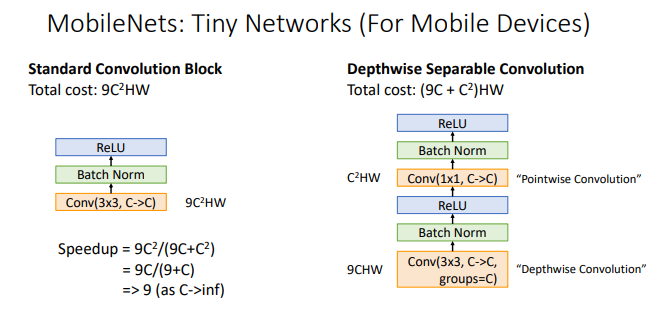 MobileNets: Tiny Networks (For Mobile Devices)
Standard Convolution Block
Total cost: 9C²HW
ReLU
Batch Norm
Conv(3x3, C->C)
9C²HW
Speedup = 9C²/(9C+C²)
= 9C/(9+C)
=> 9 (as C->inf)
Depthwise Separable Convolution
Total cost: (9C + C²)HW
ReLU
Batch Norm
C²HW
Conv(1x1, C->C)
"Pointwise Convolution"
ReLU
Batch Norm
9CHW
Conv(3x3, C->C,
groups=C)
"Depthwise Convolution"